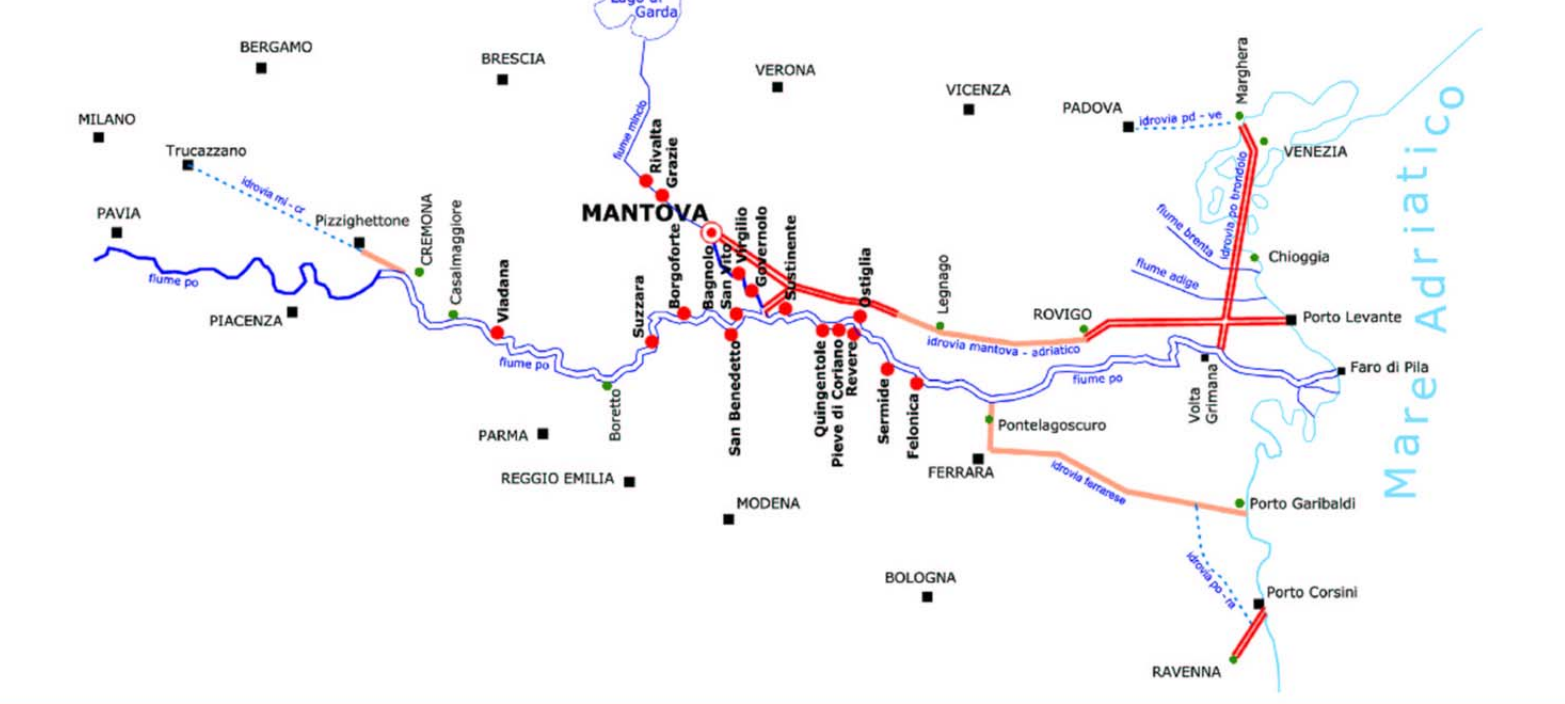 Lago di
Garda
BERGAMO
BRESCIA
VERONA
VICENZA
PADOVA
Marghera
idrovia pd - ve
MILANO
Trucazzano
fiume mincio
Rivalta
Grazie
VENEZIA
idrovia mi - cr
PAVIA
Pizzighettone
CREMONA
Casalmaggiore
MANTOVA
fiume po
PIACENZA
Viadana
Suzzara
Borgoforte
Bagnolo
San Vito
Virgilio
Governolo
Sustinente
Ostiglia
Legnago
ROVIGO
fiume brenta
fiume adige
idrovia po brondolo
Chioggia
Porto Levante
Mare Adriatico
idrovia mantova - adriatico
fiume po
Boretto
San Benedetto
Quingentole
Pieve di Coriano
Revere
Sermide
Felonica
fiume po
Volta
Grimana
Faro di Pila
PARMA
REGGIO EMILIA
MODENA
Pontelagoscuro
FERRARA
idrovia ferrarese
Porto Garibaldi
BOLOGNA
idrovia po - ra
Porto Corsini
RAVENNA